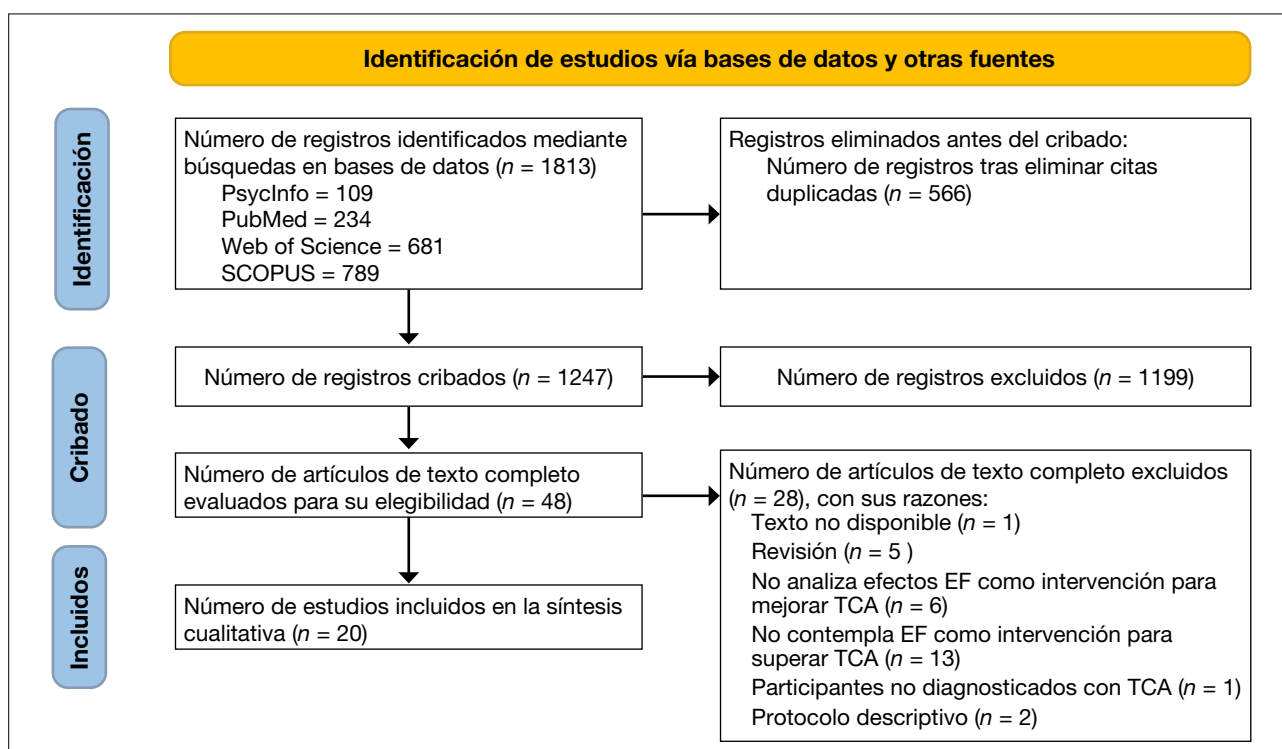 Identificación de estudios vía bases de datos y otras fuentes
Identificación
Número de registros identificados mediante
búsquedas en bases de datos (n = 1813)
PsycInfo = 109
PubMed = 234
Web of Science = 681
SCOPUS = 789
Registros eliminados antes del cribado:
Número de registros tras eliminar citas
duplicadas (n = 566)
Cribado
Número de registros cribados (n = 1247)
Número de registros excluidos (n = 1199)
Número de artículos de texto completo
evaluados para su elegibilidad (n = 48)
Número de artículos de texto completo excluidos
(n = 28), con sus razones:
Texto no disponible (n = 1)
Revisión (n = 5 )
No analiza efectos EF como intervención para
mejorar TCA (n = 6)
No contempla EF como intervención para
superar TCA (n = 13)
Participantes no diagnosticados con TCA (n = 1)
Protocolo descriptivo (n = 2)
Incluidos
Número de estudios incluidos en la síntesis
cualitativa (n = 20)